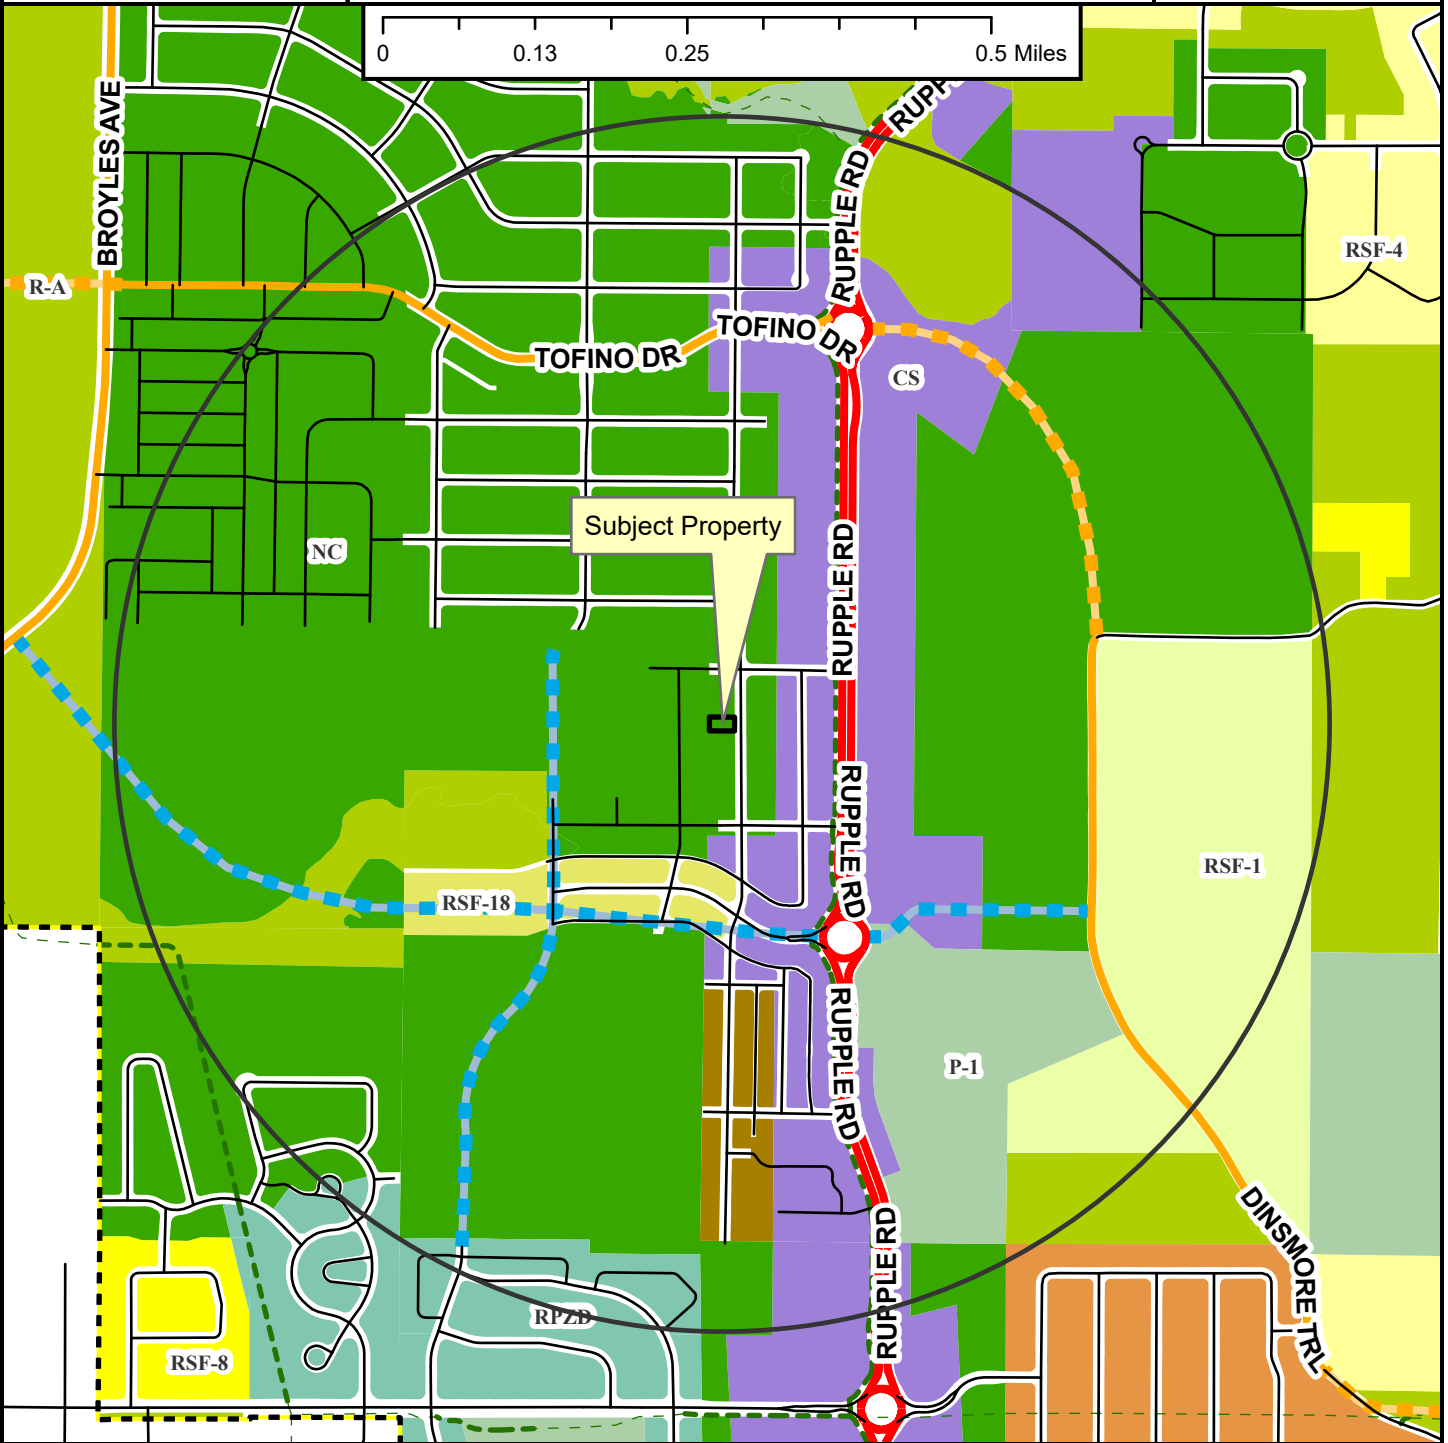 0 0.13 0.25 0.5 Miles
BROYLES AVE
RUPP
RUPPLE RD
R-A
RSF-4
TOFINO DR
TOFINO DR
CS
Subject Property
NC
RUPPLE RD
RUPPLE RD
RSF-18
RSF-1
RUPPLE RD
P-1
DINSMORE TRL
RUPPLE RD
RPZD
RSF-8